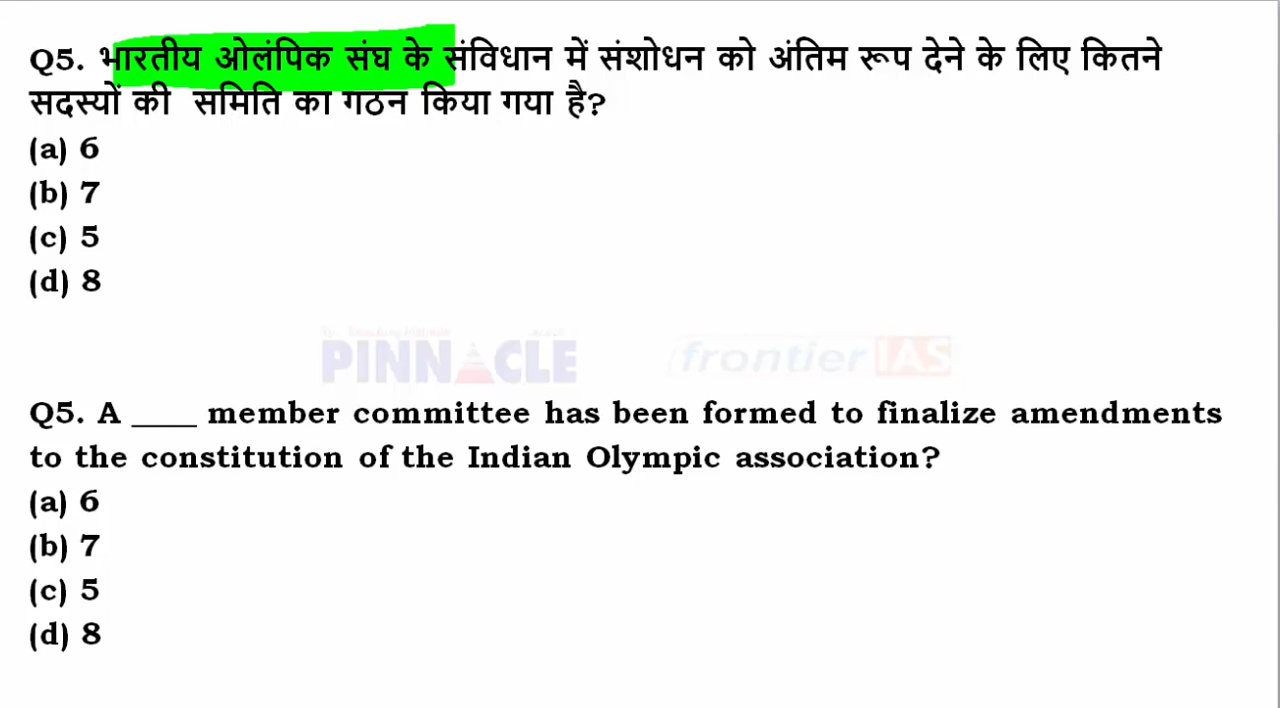 Q5. भारतीय ओलंपिक संघ के संविधान में संशोधन को अंतिम रूप देने के लिए कितने
सदस्यों की समिति का गठन किया गया है?
(a) 6
(b) 7
(c) 5
(d) 8
PINNACLE frontier IAS
Q5. A ____ member committee has been formed to finalize amendments
to the constitution of the Indian Olympic association?
(a) 6
(b) 7
(c) 5
(d) 8